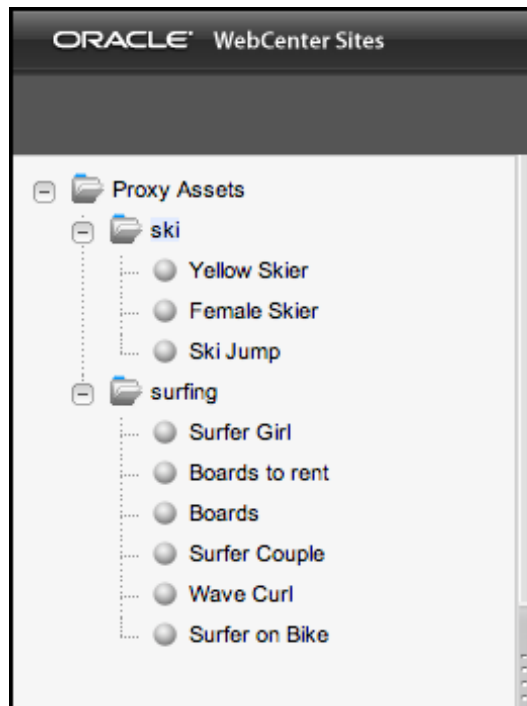 ORACLE WebCenter Sites
Proxy Assets
ski
Yellow Skier
Female Skier
Ski Jump
surfing
Surfer Girl
Boards to rent
Boards
Surfer Couple
Wave Curl
Surfer on Bike